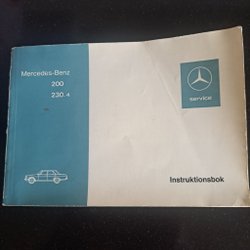 Mercedes-Benz
200
230.4
service
Instruktionsbok